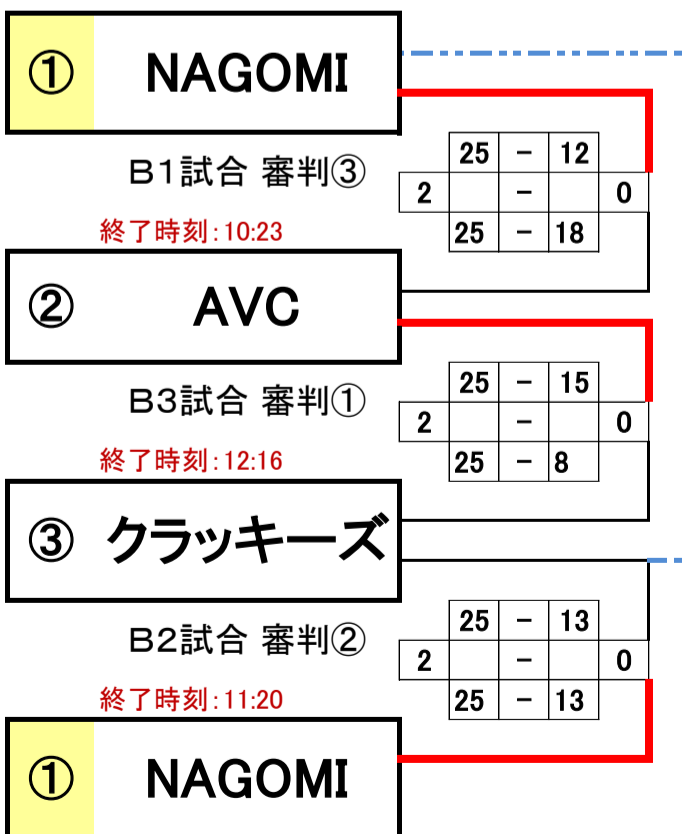 ① NAGOMI
25 - 12
B1試合 審判③
2 - 0
終了時刻:10:23
25 - 18
② AVC
25 - 15
B3試合 審判①
2 - 0
終了時刻:12:16
25 - 8
③ クラッキーズ
25 - 13
B2試合 審判②
2 - 0
終了時刻:11:20
25 - 13
① NAGOMI